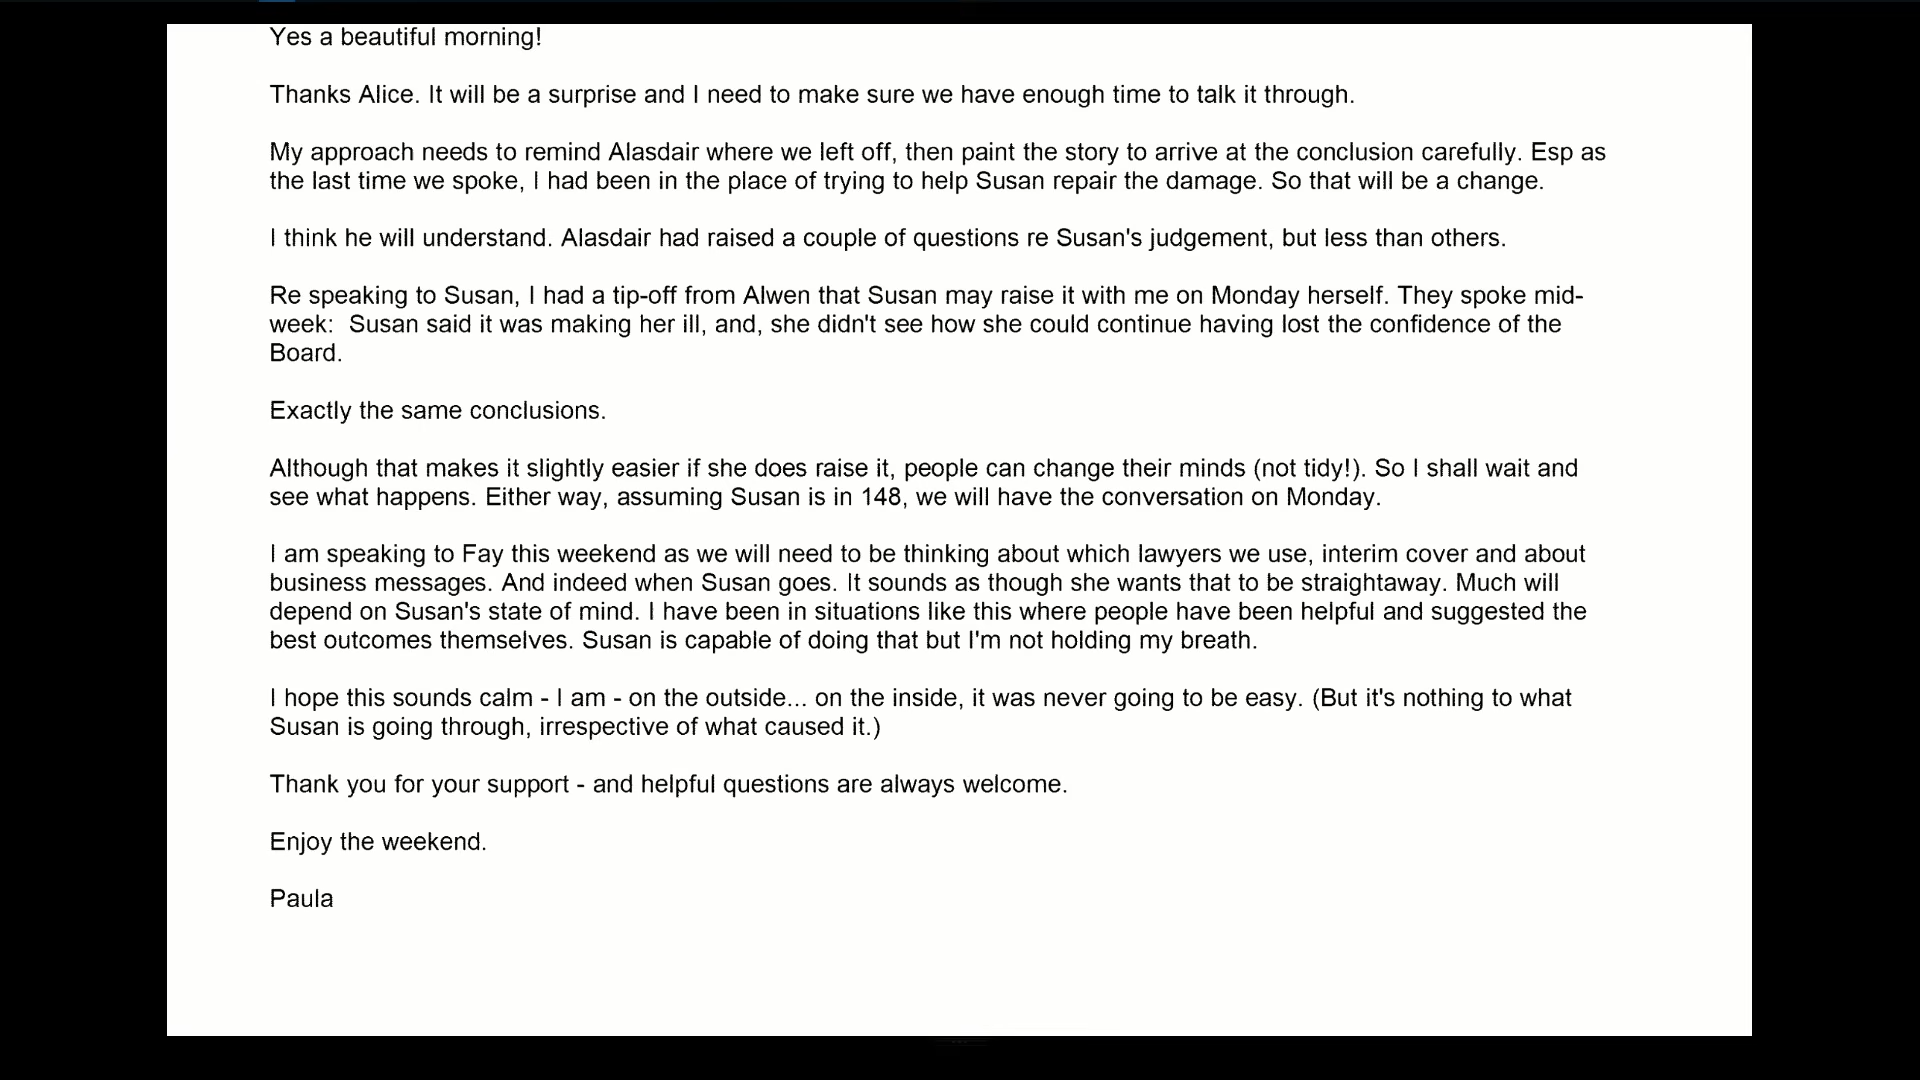 Yes a beautiful morning!
Thanks Alice. It will be a surprise and I need to make sure we have enough time to talk it through.
My approach needs to remind Alasdair where we left off, then paint the story to arrive at the conclusion carefully. Esp as
the last time we spoke, I had been in the place of trying to help Susan repair the damage. So that will be a change.
I think he will understand. Alasdair had raised a couple of questions re Susan's judgement, but less than others.
Re speaking to Susan, I had a tip-off from Alwen that Susan may raise it with me on Monday herself. They spoke mid-
week:  Susan said it was making her ill, and, she didn't see how she could continue having lost the confidence of the
Board.
Exactly the same conclusions.
Although that makes it slightly easier if she does raise it, people can change their minds (not tidy!). So I shall wait and
see what happens. Either way, assuming Susan is in 148, we will have the conversation on Monday.
I am speaking to Fay this weekend as we will need to be thinking about which lawyers we use, interim cover and about
business messages. And indeed when Susan goes. It sounds as though she wants that to be straightaway. Much will
depend on Susan's state of mind. I have been in situations like this where people have been helpful and suggested the
best outcomes themselves. Susan is capable of doing that but I'm not holding my breath.
I hope this sounds calm - I am - on the outside... on the inside, it was never going to be easy. (But it's nothing to what
Susan is going through, irrespective of what caused it.)
Thank you for your support - and helpful questions are always welcome.
Enjoy the weekend.
Paula